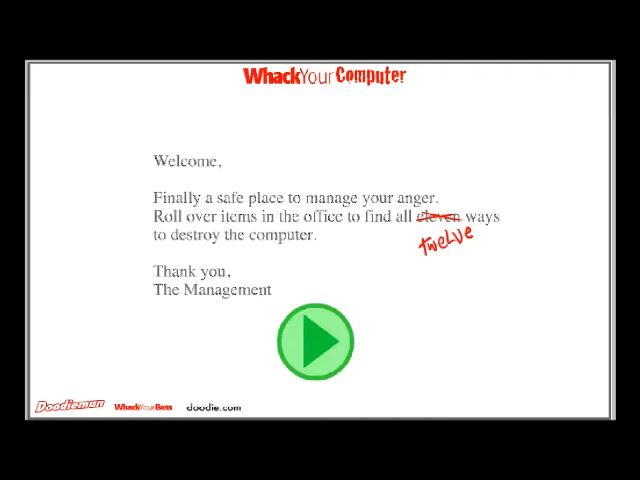 WhackYourComputer
Welcome,
Finally a safe place to manage your anger.
Roll over items in the office to find all eleven ways
twelve
to destroy the computer.
Thank you,
The Management
Doodieman WhackYourBoss doodie.com